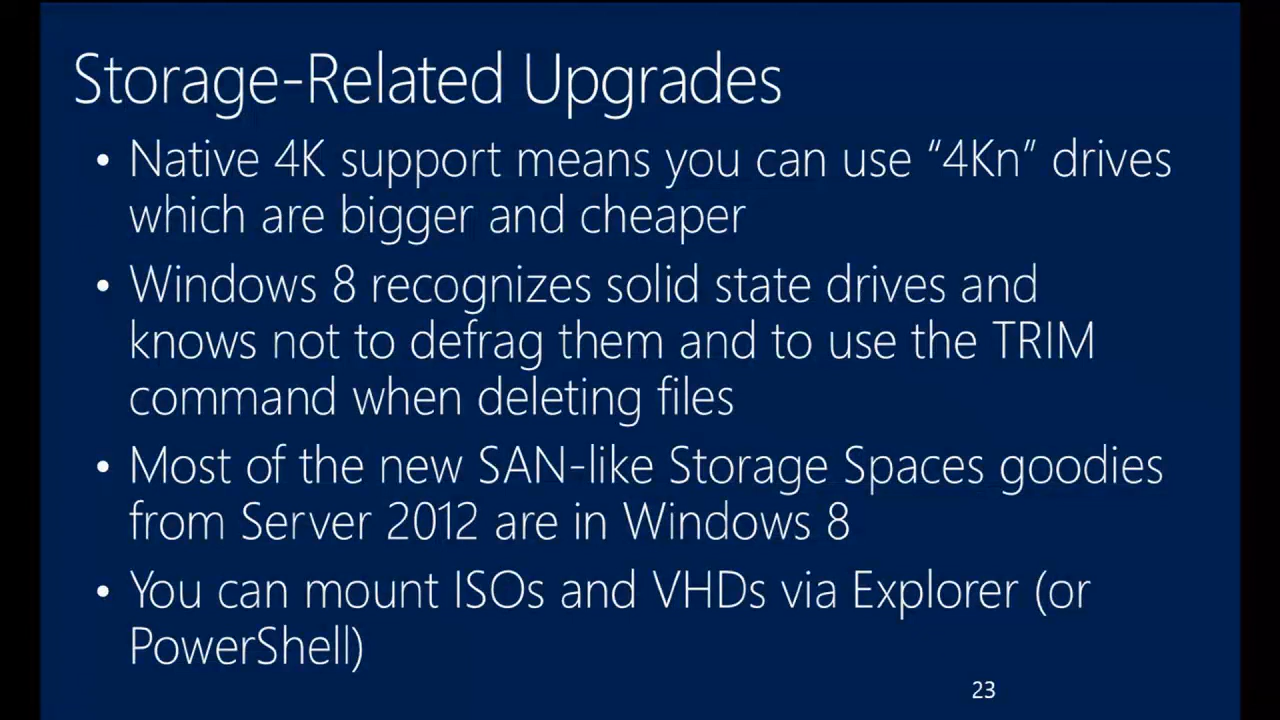 Storage-Related Upgrades
• Native 4K support means you can use “4Kn” drives
which are bigger and cheaper
• Windows 8 recognizes solid state drives and
knows not to defrag them and to use the TRIM
command when deleting files
• Most of the new SAN-like Storage Spaces goodies
from Server 2012 are in Windows 8
• You can mount ISOs and VHDs via Explorer (or
PowerShell)
23